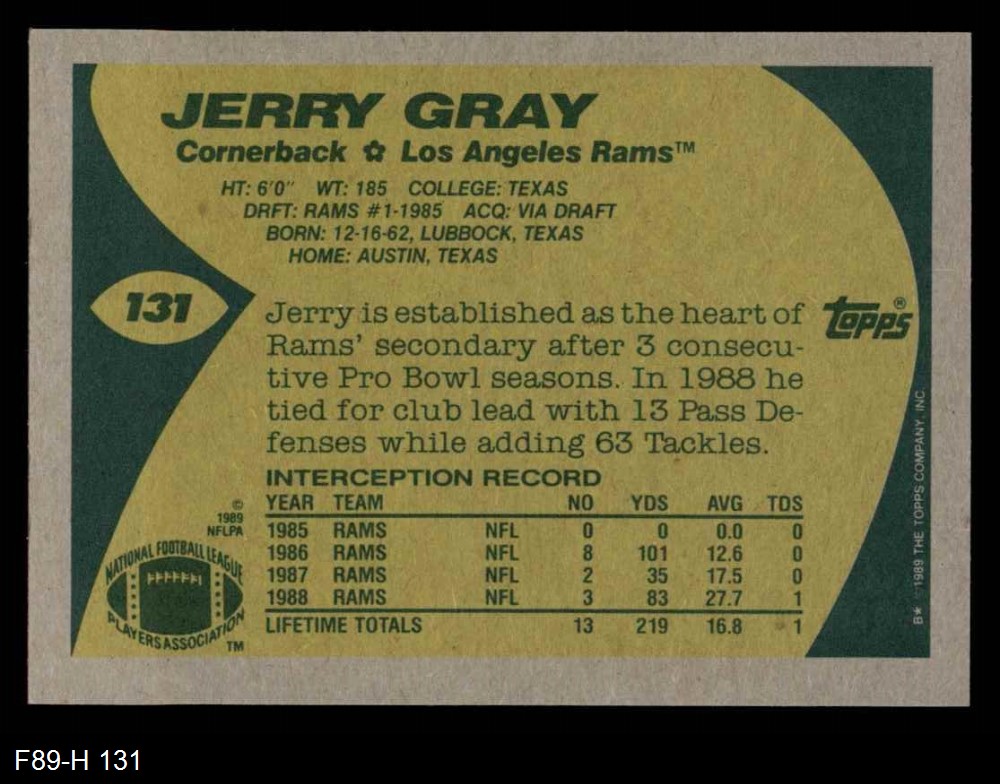 JERRY GRAY
Cornerback ✩ Los Angeles Rams™
HT: 6'0" WT: 185 COLLEGE: TEXAS
DRFT: RAMS #1-1985 ACQ: VIA DRAFT
BORN: 12-16-62, LUBBOCK, TEXAS
HOME: AUSTIN, TEXAS
131
Jerry is established as the heart of
Rams' secondary after 3 consecu-
tive Pro Bowl seasons. In 1988 he
tied for club lead with 13 Pass De-
fenses while adding 63 Tackles.
topps®
INTERCEPTION RECORD
YEAR TEAM NO YDS AVG TDS
1985 RAMS NFL 0 0 0.0 0
1986 RAMS NFL 8 101 12.6 0
1987 RAMS NFL 2 35 17.5 0
1988 RAMS NFL 3 83 27.7 1
LIFETIME TOTALS 13 219 16.8 1
©
1989
NFLPA
NATIONAL FOOTBALL LEAGUE
PLAYERS ASSOCIATION
TM
B* ©1989 THE TOPPS COMPANY, INC.
F89-H 131